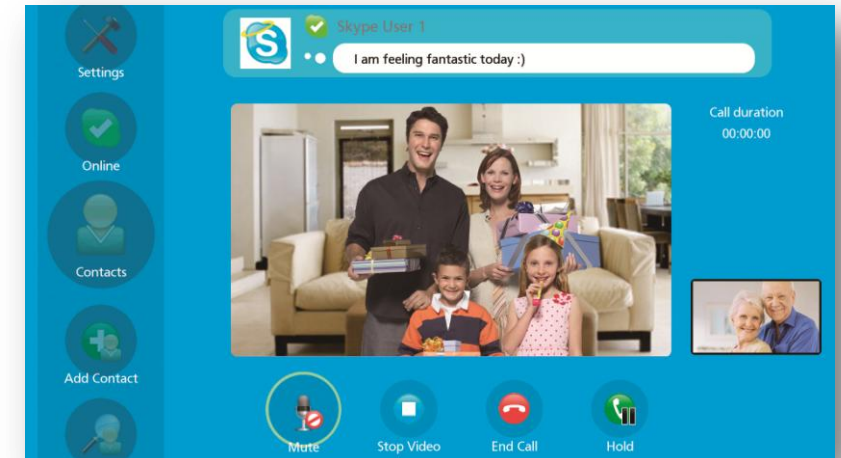 Settings
Online
Contacts
Add Contact
S
Skype User 1
I am feeling fantastic today :)
Call duration
00:00:00
Mute
Stop Video
End Call
Hold